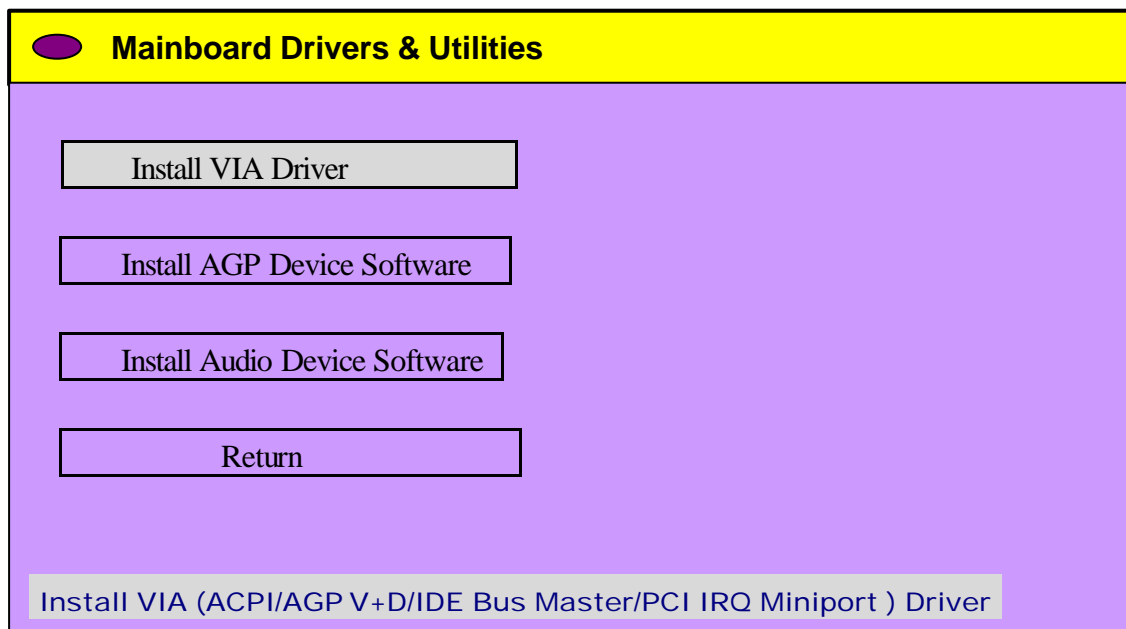 Mainboard Drivers & Utilities
Install VIA Driver
Install AGP Device Software
Install Audio Device Software
Return
Install VIA (ACPI/AGP V+D/IDE Bus Master/PCI IRQ Miniport ) Driver